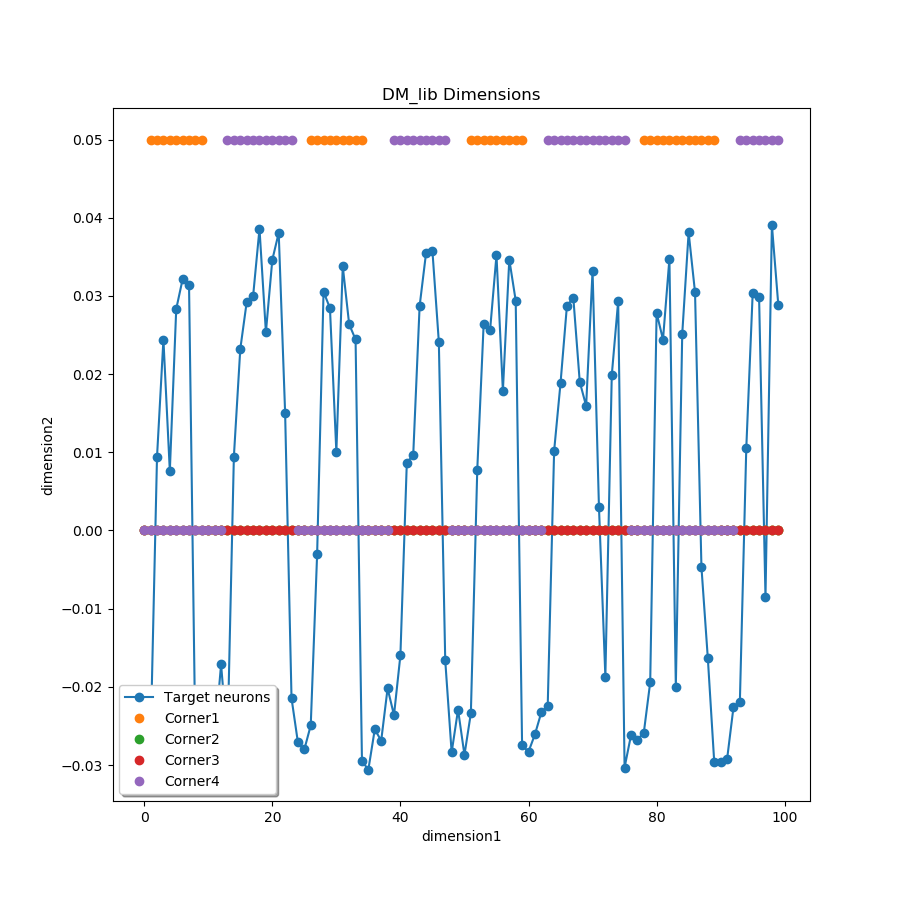 DM_lib Dimensions
0.05
0.04
0.03
0.02
0.01
0.00
−0.01
−0.02
−0.03
dimension2
Target neurons
Corner1
Corner2
Corner3
Corner4
0 20 40 60 80 100
dimension1